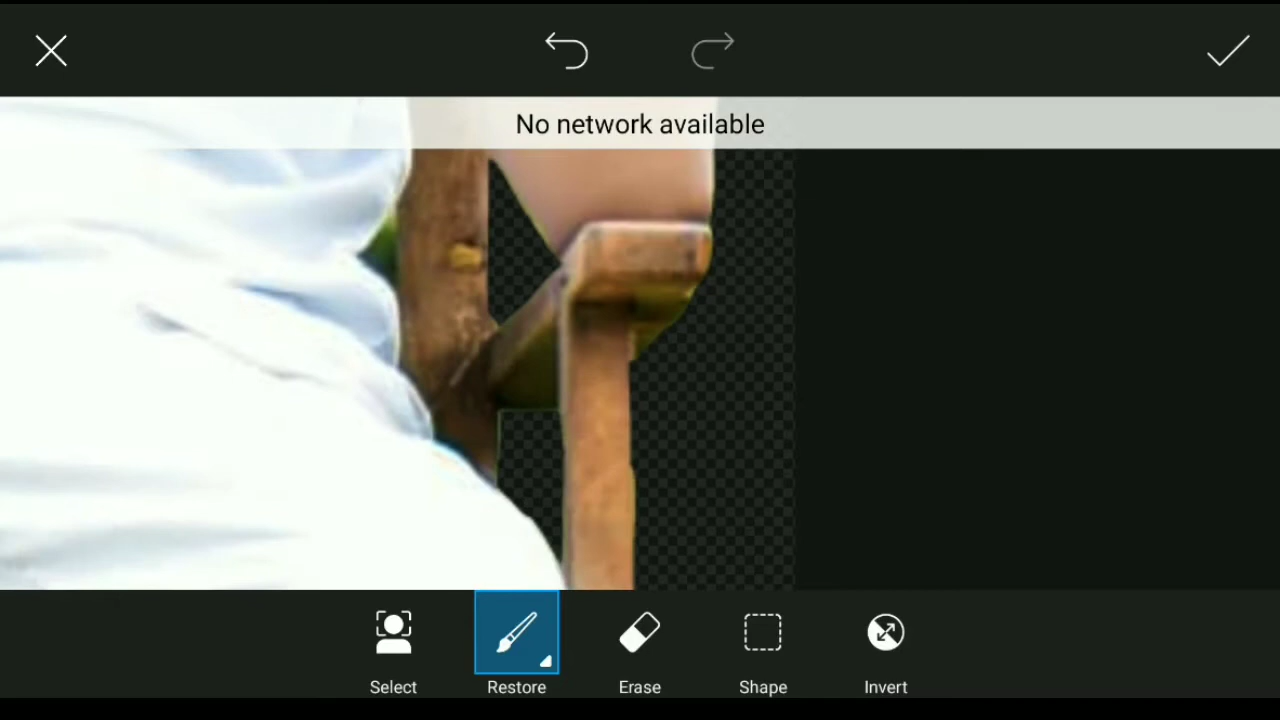 No network available
Select
Restore
Erase
Shape
Invert